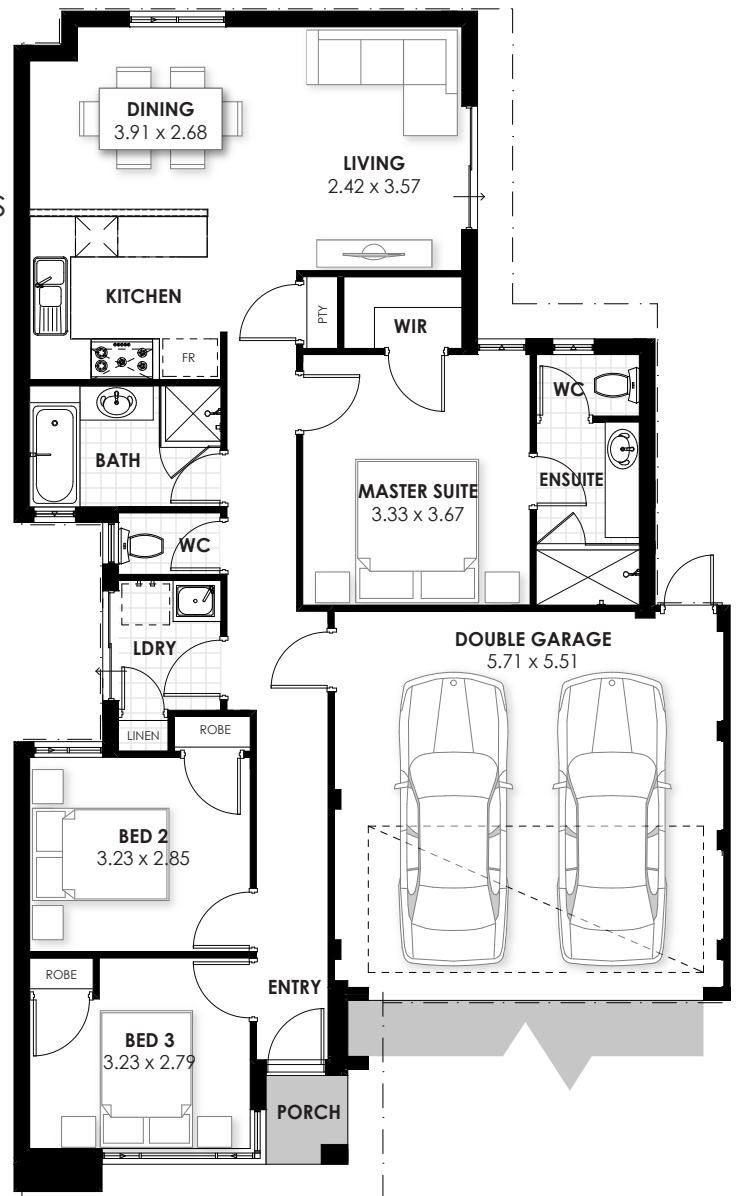 DINING
3.91 x 2.68
LIVING
2.42 x 3.57
S
KITCHEN
PTY
WIR
FR
WC
BATH
ENSUITE
MASTER SUITE
3.33 x 3.67
WC
LDRY
DOUBLE GARAGE
5.71 x 5.51
LINEN
ROBE
BED 2
3.23 x 2.85
ROBE
ENTRY
BED 3
3.23 x 2.79
PORCH